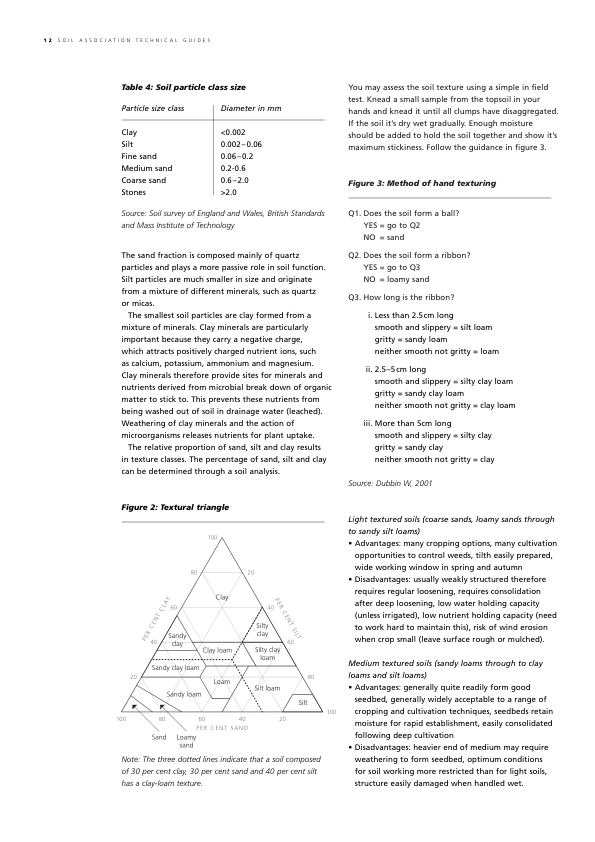 12 SOIL ASSOCIATION TECHNICAL GUIDES
Table 4: Soil particle class size
Particle size class Diameter in mm
Clay <0.002
Silt 0.002–0.06
Fine sand 0.06–0.2
Medium sand 0.2-0.6
Coarse sand 0.6–2.0
Stones >2.0
Source: Soil survey of England and Wales, British Standards
and Mass Institute of Technology
The sand fraction is composed mainly of quartz
particles and plays a more passive role in soil function.
Silt particles are much smaller in size and originate
from a mixture of different minerals, such as quartz
or micas.
The smallest soil particles are clay formed from a
mixture of minerals. Clay minerals are particularly
important because they carry a negative charge,
which attracts positively charged nutrient ions, such
as calcium, potassium, ammonium and magnesium.
Clay minerals therefore provide sites for minerals and
nutrients derived from microbial break down of organic
matter to stick to. This prevents these nutrients from
being washed out of soil in drainage water (leached).
Weathering of clay minerals and the action of
microorganisms releases nutrients for plant uptake.
The relative proportion of sand, silt and clay results
in texture classes. The percentage of sand, silt and clay
can be determined through a soil analysis.
Figure 2: Textural triangle
100
80 20
Clay
60 40
PER CENT CLAY
PER CENT SILT
Silty
clay
Sandy
clay
40 60
Clay loam
Silty clay
loam
Sandy clay loam
20 80
Loam
Sandy loam
Silt loam
Silt
100 80 60 40 20 100
PER CENT SAND
Sand
Loamy
sand
Note: The three dotted lines indicate that a soil composed
of 30 per cent clay, 30 per cent sand and 40 per cent silt
has a clay-loam texture.
You may assess the soil texture using a simple in field
test. Knead a small sample from the topsoil in your
hands and knead it until all clumps have disaggregated.
If the soil it's dry wet gradually. Enough moisture
should be added to hold the soil together and show it's
maximum stickiness. Follow the guidance in figure 3.
Figure 3: Method of hand texturing
Q1. Does the soil form a ball?
YES = go to Q2
NO = sand
Q2. Does the soil form a ribbon?
YES = go to Q3
NO = loamy sand
Q3. How long is the ribbon?
i. Less than 2.5cm long
smooth and slippery = silt loam
gritty = sandy loam
neither smooth not gritty = loam
ii. 2.5–5cm long
smooth and slippery = silty clay loam
gritty = sandy clay loam
neither smooth not gritty = clay loam
iii. More than 5cm long
smooth and slippery = silty clay
gritty = sandy clay
neither smooth not gritty = clay
Source: Dubbin W, 2001
Light textured soils (coarse sands, loamy sands through
to sandy silt loams)
• Advantages: many cropping options, many cultivation
opportunities to control weeds, tilth easily prepared,
wide working window in spring and autumn
• Disadvantages: usually weakly structured therefore
requires regular loosening, requires consolidation
after deep loosening, low water holding capacity
(unless irrigated), low nutrient holding capacity (need
to work hard to maintain this), risk of wind erosion
when crop small (leave surface rough or mulched).
Medium textured soils (sandy loams through to clay
loams and silt loams)
• Advantages: generally quite readily form good
seedbed, generally widely acceptable to a range of
cropping and cultivation techniques, seedbeds retain
moisture for rapid establishment, easily consolidated
following deep cultivation
• Disadvantages: heavier end of medium may require
weathering to form seedbed, optimum conditions
for soil working more restricted than for light soils,
structure easily damaged when handled wet.